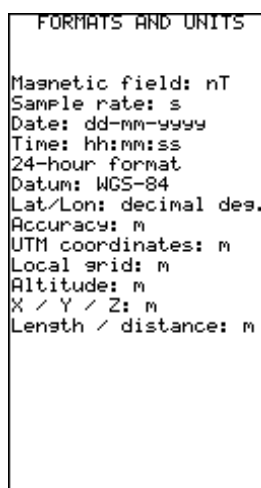 FORMATS AND UNITS
Magnetic field: nT
Sample rate: s
Date: dd-mm-yyyy
Time: hh:mm:ss
24-hour format
Datum: WGS-84
Lat/Lon: decimal deg.
Accuracy: m
UTM coordinates: m
Local grid: m
Altitude: m
X / Y / Z: m
Length / distance: m